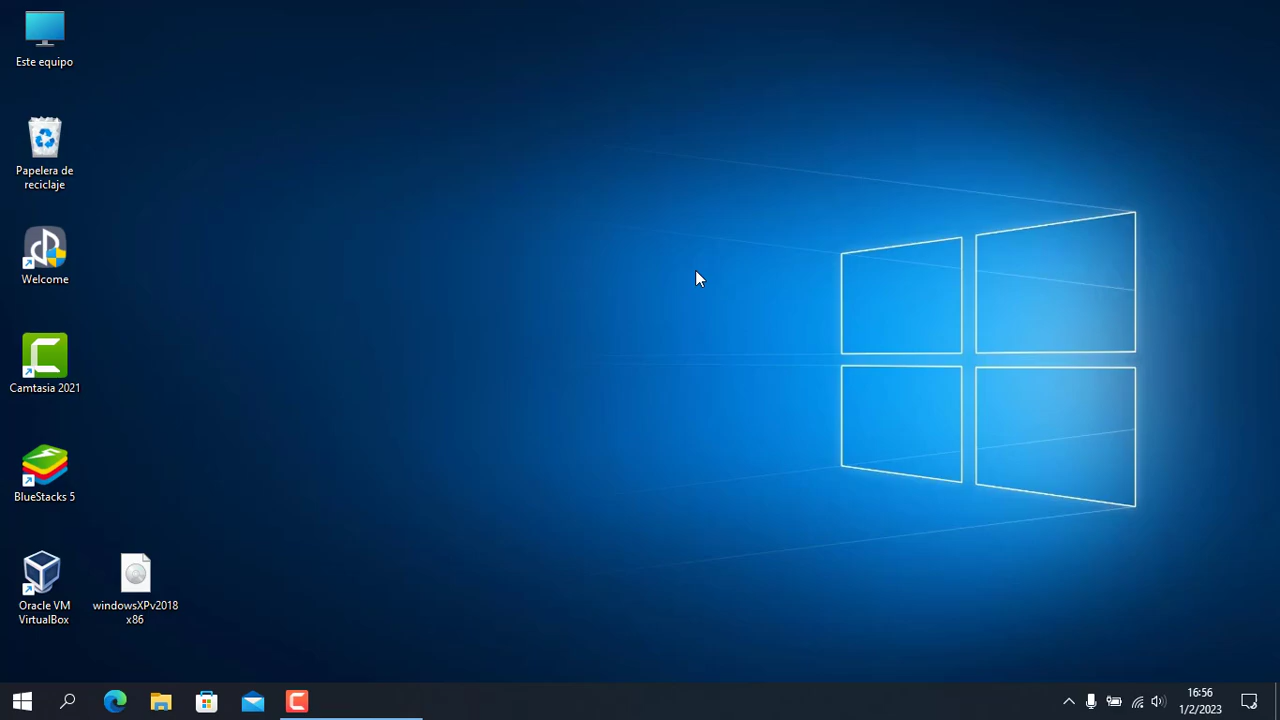 Este equipo
Papelera de
reciclaje
Welcome
Camtasia 2021
BlueStacks 5
Oracle VM
VirtualBox
windowsXPv2018
x86
16:56
1/2/2023